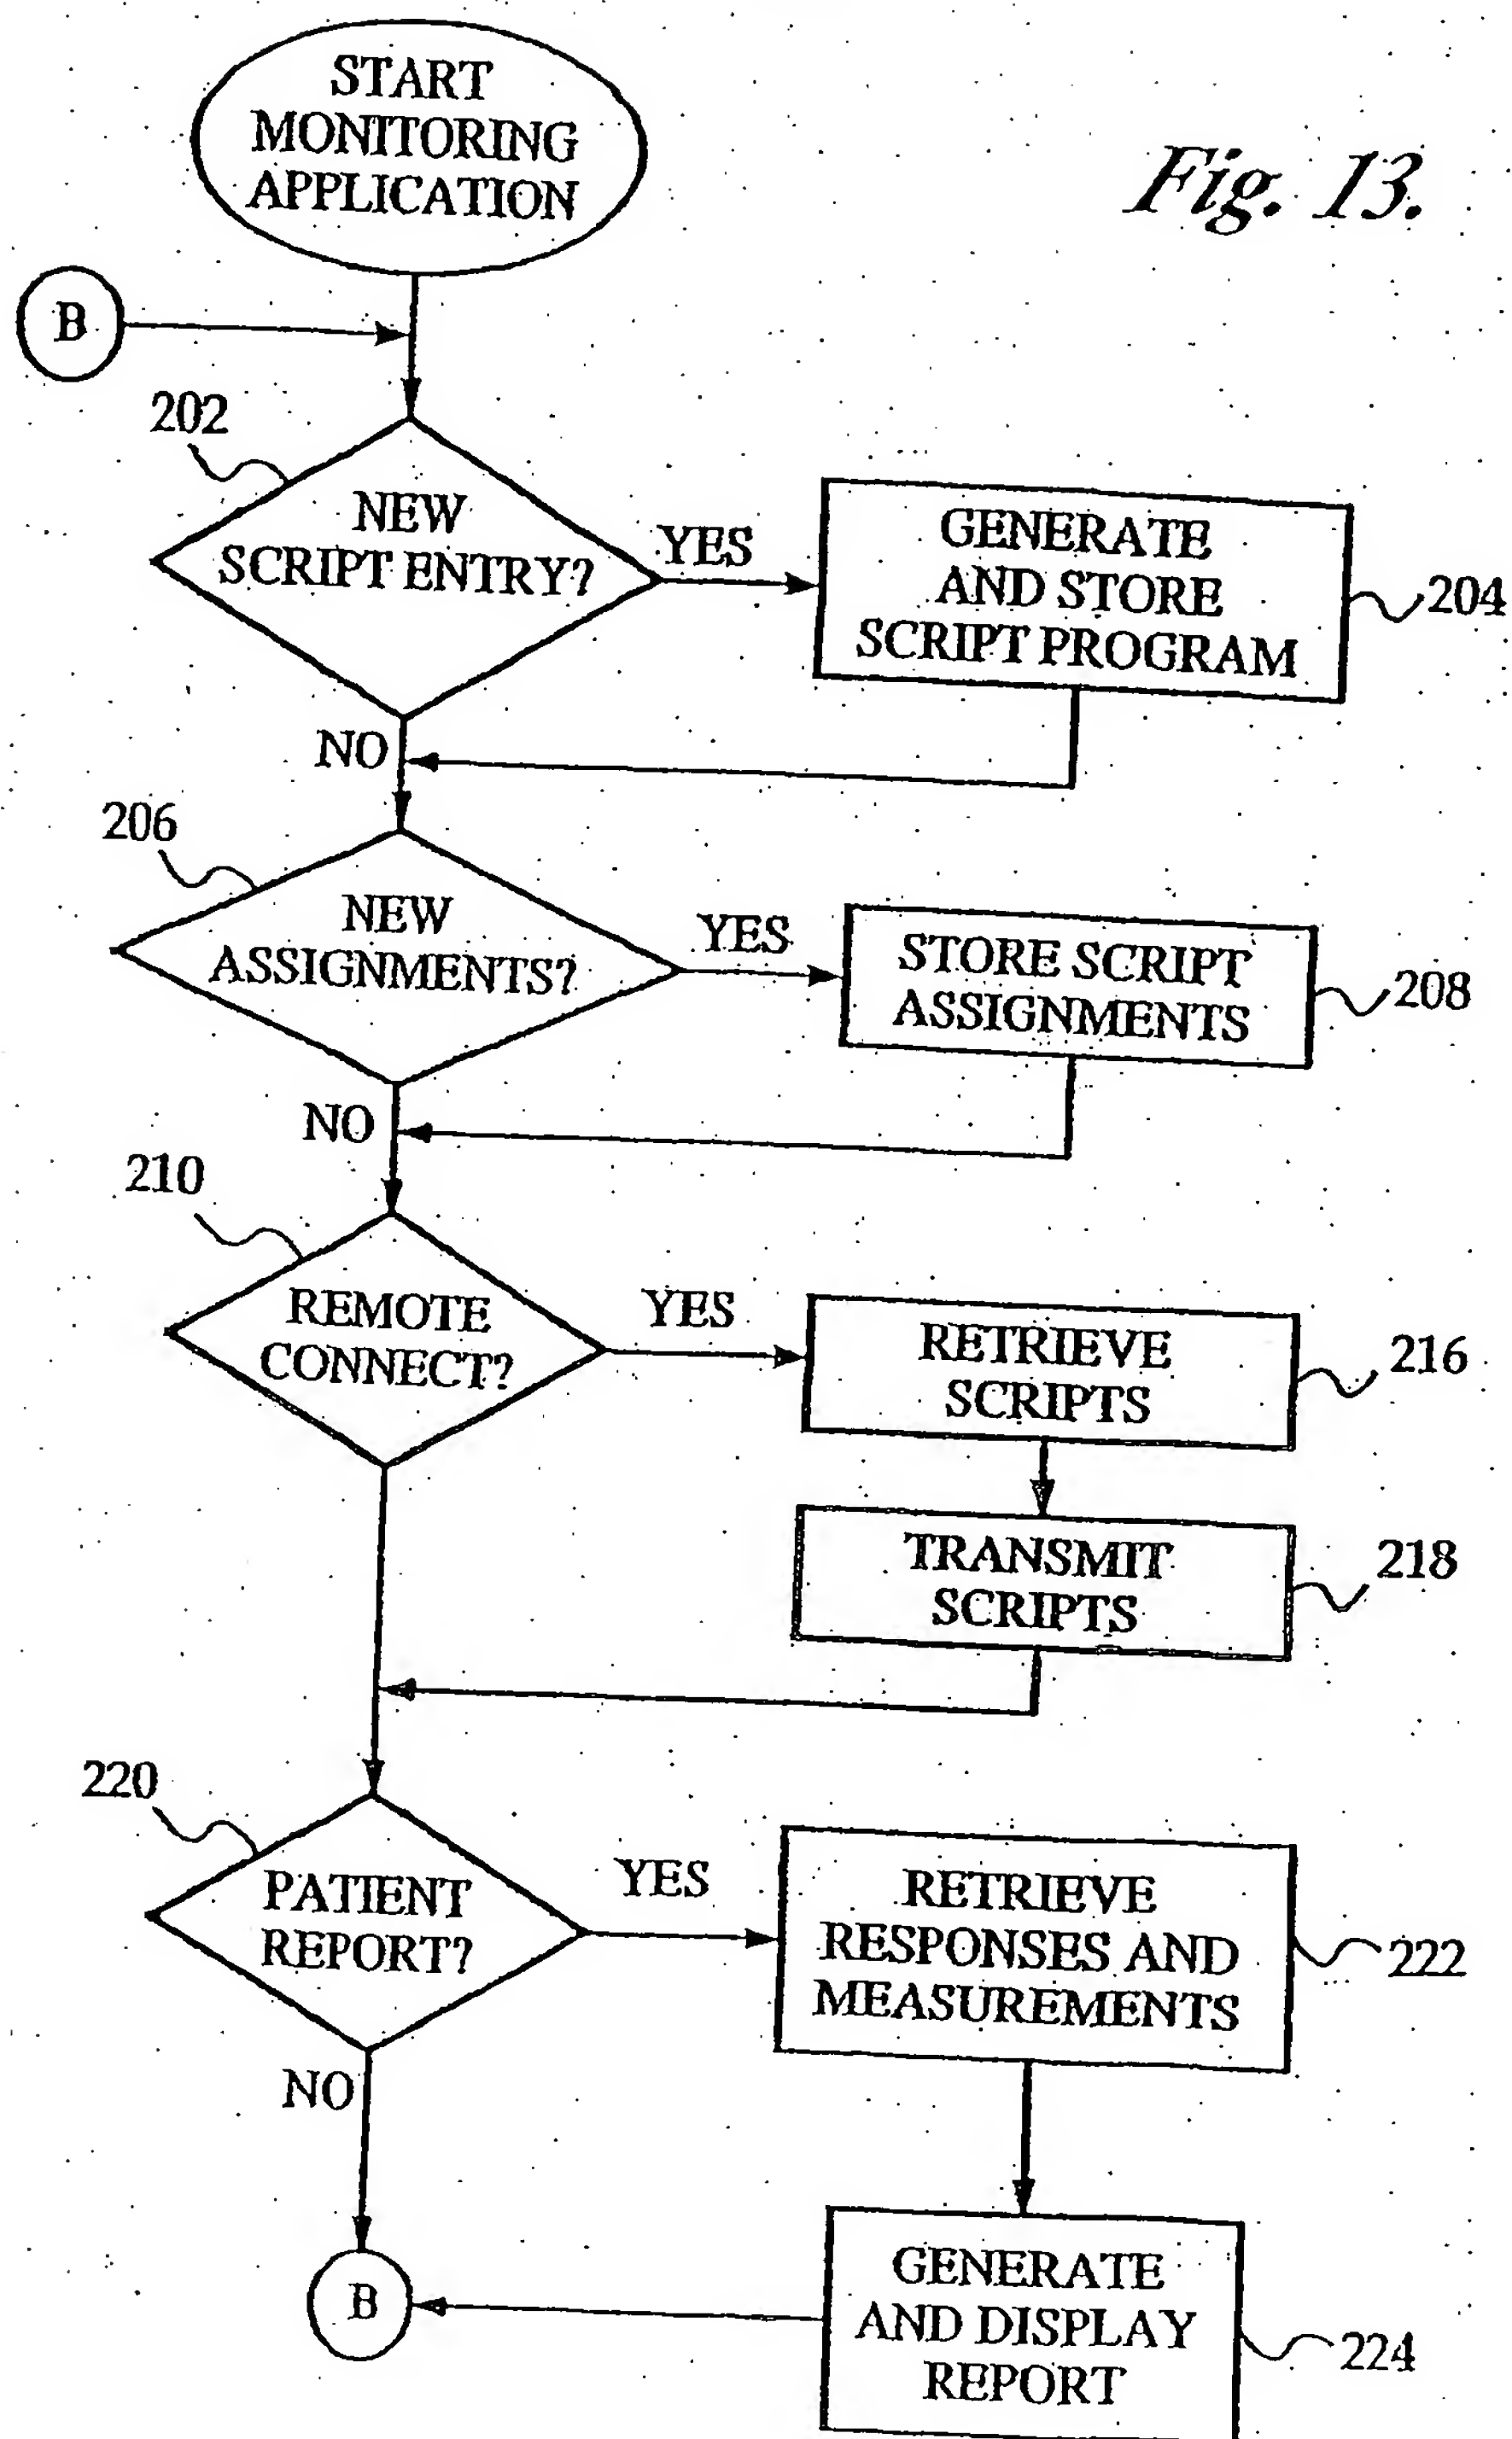 START
MONITORING
APPLICATION
Fig. 13.
B
202
NEW
SCRIPT ENTRY?
YES
GENERATE
AND STORE
SCRIPT PROGRAM
204
NO
206
NEW
ASSIGNMENTS?
YES
STORE SCRIPT
ASSIGNMENTS
208
NO
210
REMOTE
CONNECT?
YES
RETRIEVE
SCRIPTS
216
TRANSMIT
SCRIPTS
218
220
PATIENT
REPORT?
YES
RETRIEVE
RESPONSES AND
MEASUREMENTS
222
NO
B
GENERATE
AND DISPLAY
REPORT
224